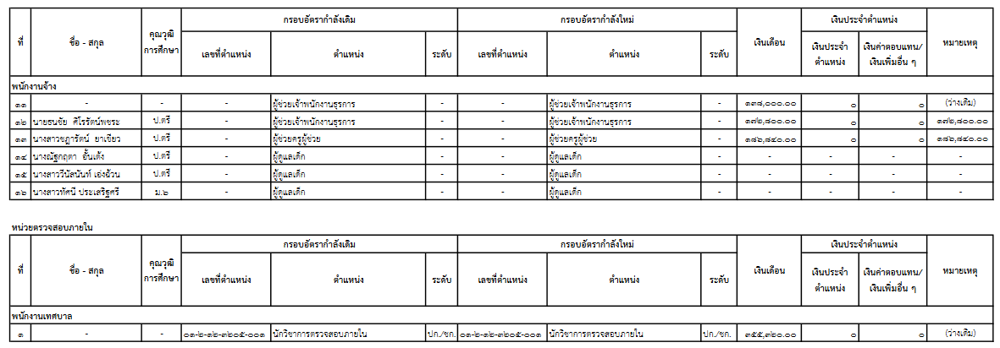 ที่ ชื่อ - สกุล คุณวุฒิการศึกษา กรอบอัตรากำลังเดิม กรอบอัตรากำลังใหม่ เงินเดือน เงินประจำตำแหน่ง หมายเหตุ
เลขที่ตำแหน่ง ตำแหน่ง ระดับ เลขที่ตำแหน่ง ตำแหน่ง ระดับ เงินประจำตำแหน่ง เงินค่าตอบแทน/เงินเพิ่มอื่น ๆ
พนักงานจ้าง
๑๑ - - - ผู้ช่วยเจ้าพนักงานธุรการ - - ผู้ช่วยเจ้าพนักงานธุรการ - ๑๓๘,๐๐๐.๐๐ ๐ ๐ (ว่างเดิม)
๑๒ นายธนชัย ศิโรรัตน์พชระ ป.ตรี - ผู้ช่วยเจ้าพนักงานธุรการ - - ผู้ช่วยเจ้าพนักงานธุรการ - ๑๗๒,๘๐๐.๐๐ ๐ ๐ ๑๗๒,๘๐๐.๐๐
๑๓ นางสาวชฎารัตน์ ยาเขียว ป.ตรี - ผู้ช่วยครูผู้ช่วย - - ผู้ช่วยครูผู้ช่วย - ๑๘๖,๘๔๐.๐๐ ๐ ๐ ๑๘๖,๘๔๐.๐๐
๑๔ นางณัฐกฤตา อั้นเต้ง ป.ตรี - ผู้ดูแลเด็ก - - ผู้ดูแลเด็ก - - - - -
๑๕ นางสาววีนัสนันท์ เอ่งอ้วน ป.ตรี - ผู้ดูแลเด็ก - - ผู้ดูแลเด็ก - - - - -
๑๖ นางสาวทัศนี ประเสริฐศรี ม.๖ - ผู้ดูแลเด็ก - - ผู้ดูแลเด็ก - - - - -
หน่วยตรวจสอบภายใน
ที่ ชื่อ - สกุล คุณวุฒิการศึกษา กรอบอัตรากำลังเดิม กรอบอัตรากำลังใหม่ เงินเดือน เงินประจำตำแหน่ง หมายเหตุ
เลขที่ตำแหน่ง ตำแหน่ง ระดับ เลขที่ตำแหน่ง ตำแหน่ง ระดับ เงินประจำตำแหน่ง เงินค่าตอบแทน/เงินเพิ่มอื่น ๆ
พนักงานเทศบาล
๑ - - ๐๑-๒-๑๒-๓๒๐๕-๐๐๑ นักวิชาการตรวจสอบภายใน ปก./ชก. ๐๑-๒-๑๒-๓๒๐๕-๐๐๑ นักวิชาการตรวจสอบภายใน ปก./ชก. ๓๕๕,๓๒๐.๐๐ ๐ ๐ (ว่างเดิม)